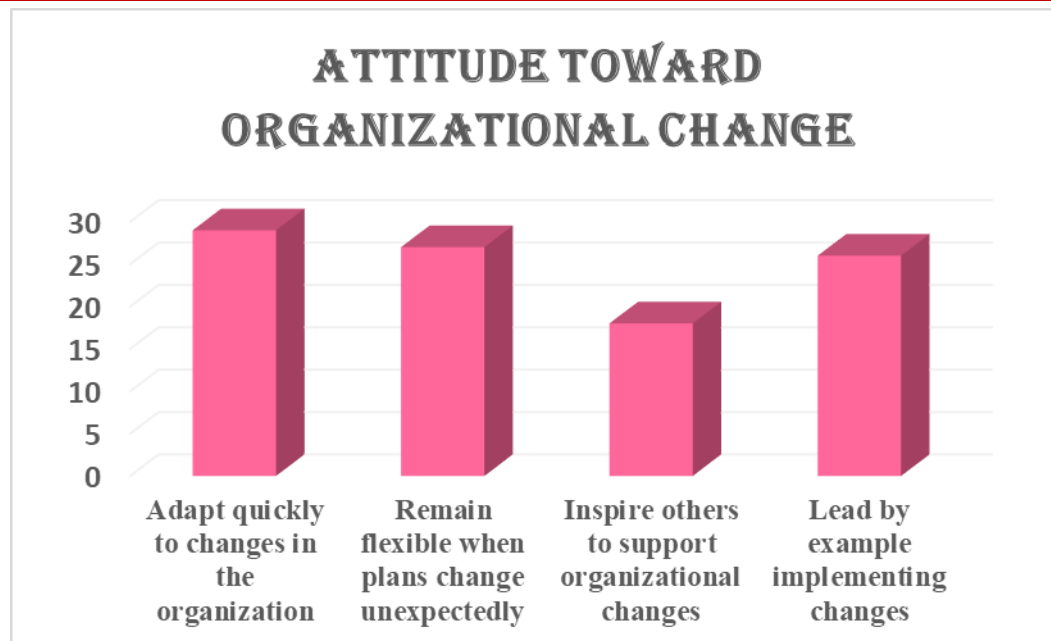 ATTITUDE TOWARD
ORGANIZATIONAL CHANGE
30
25
20
15
10
5
0
Adapt quickly
to changes in
the
organization
Remain
flexible when
plans change
unexpectedly
Inspire others
to support
organizational
changes
Lead by
example
implementing
changes